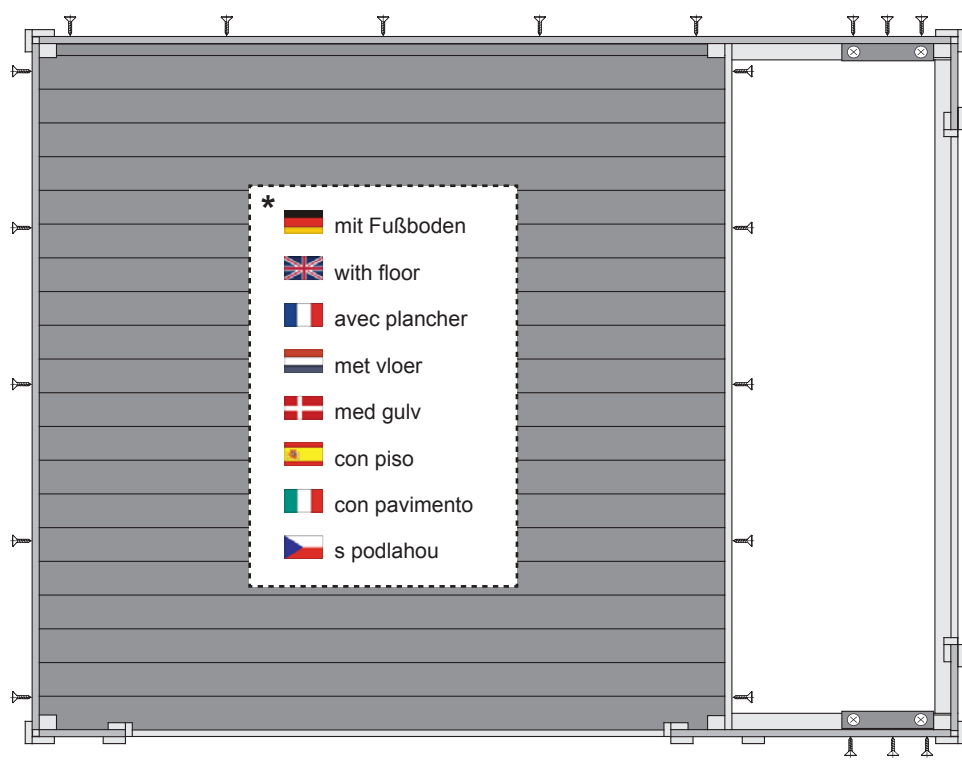 *
mit Fußboden
with floor
avec plancher
met vloer
med gulv
con piso
con pavimento
s podlahou